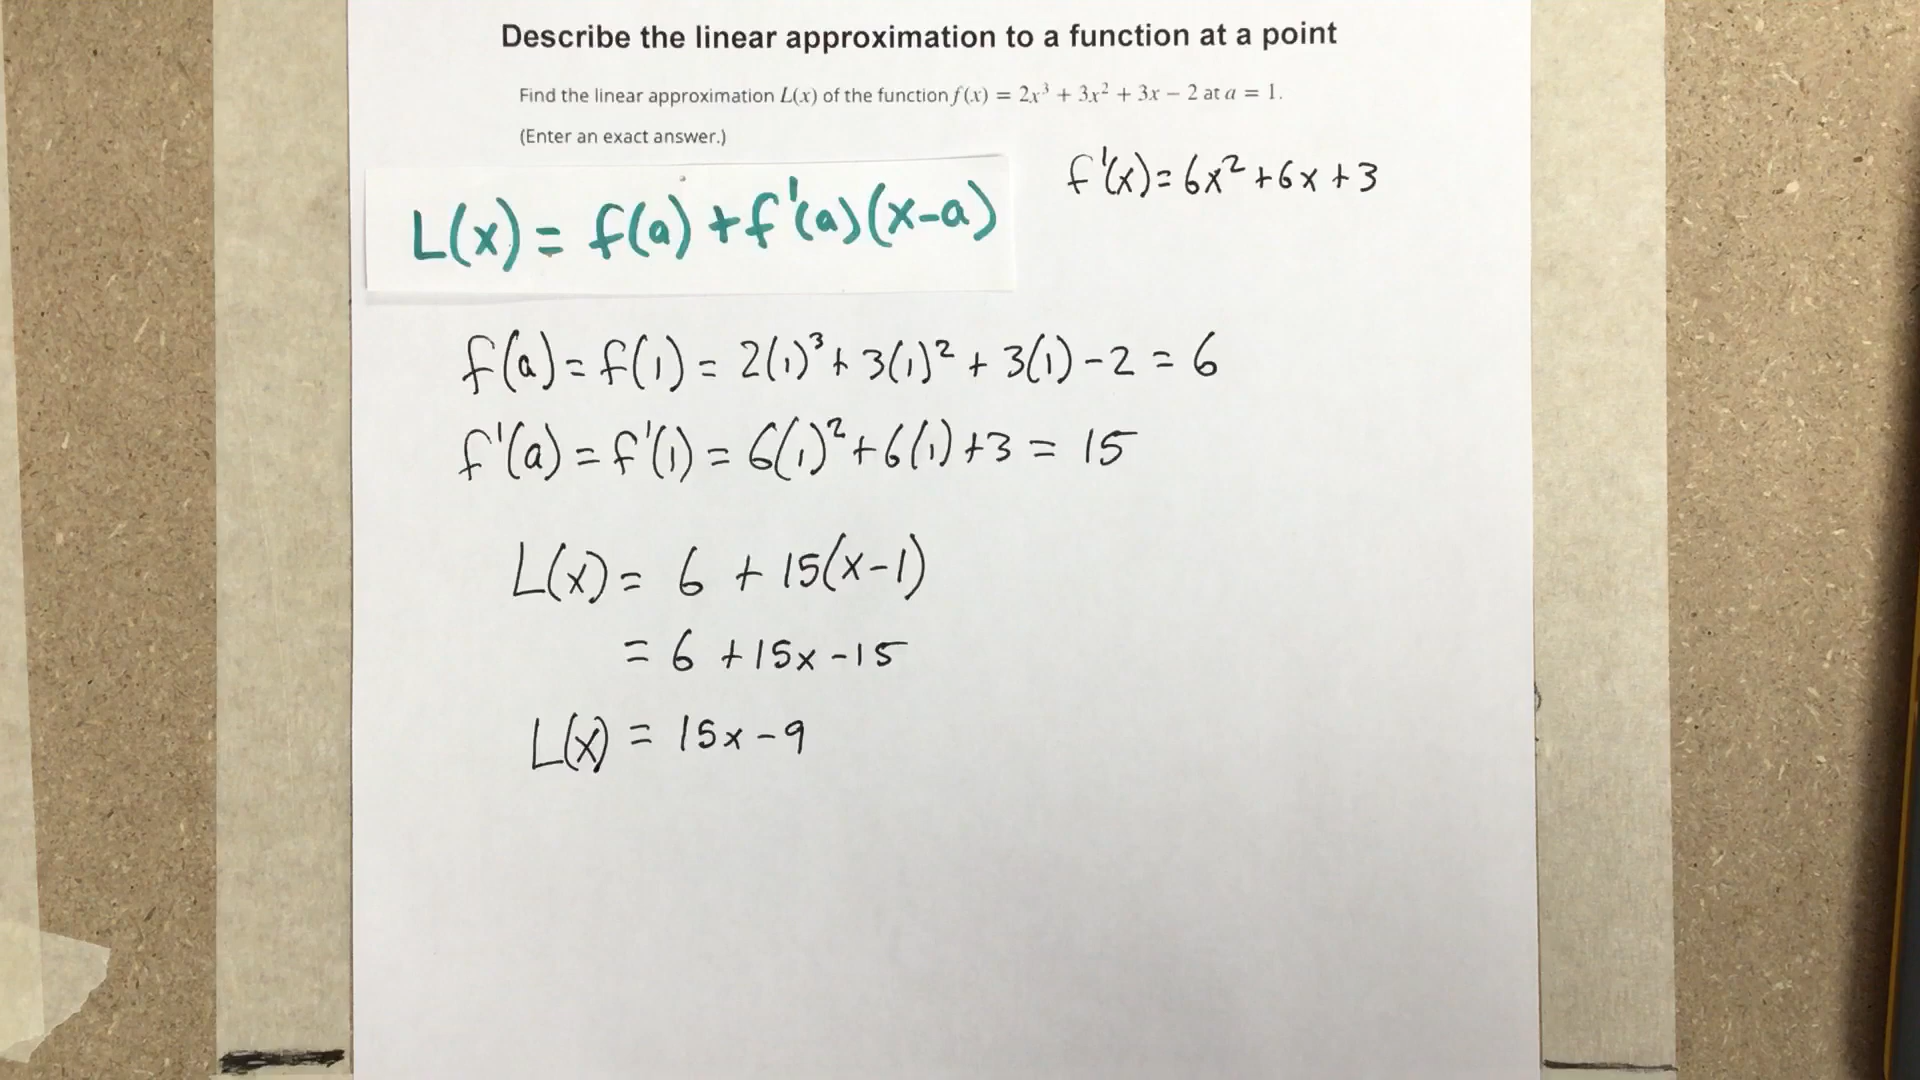 Describe the linear approximation to a function at a point
Find the linear approximation L(x) of the function f(x) = 2x³ + 3x² + 3x − 2 at a = 1.
(Enter an exact answer.)
f'(x) = 6x² + 6x + 3
L(x) = f(a) + f'(a)(x-a)
f(a) = f(1) = 2(1)³ + 3(1)² + 3(1) - 2 = 6
f'(a) = f'(1) = 6(1)² + 6(1) + 3 = 15
L(x) = 6 + 15(x-1)
= 6 + 15x - 15
L(x) = 15x - 9